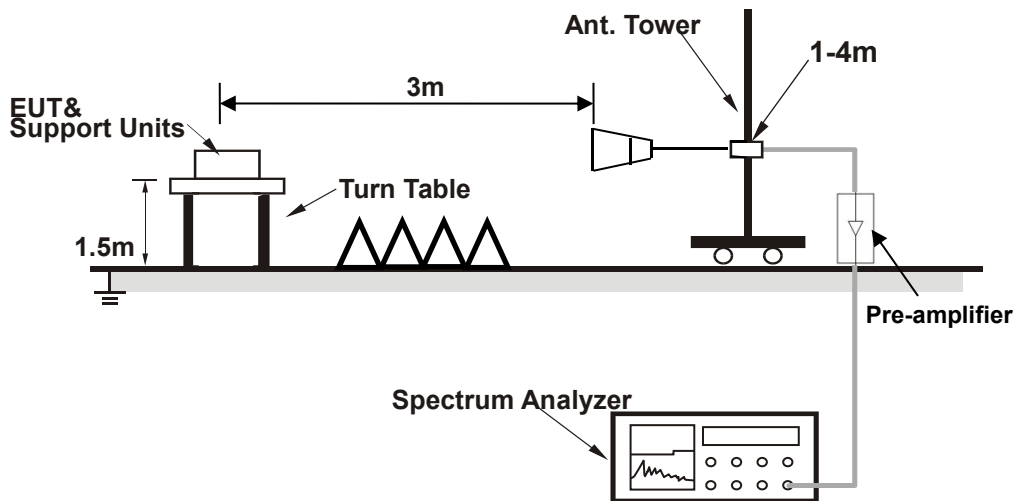 Ant. Tower
1-4m
3m
EUT&
Support Units
Turn Table
1.5m
Pre-amplifier
Spectrum Analyzer